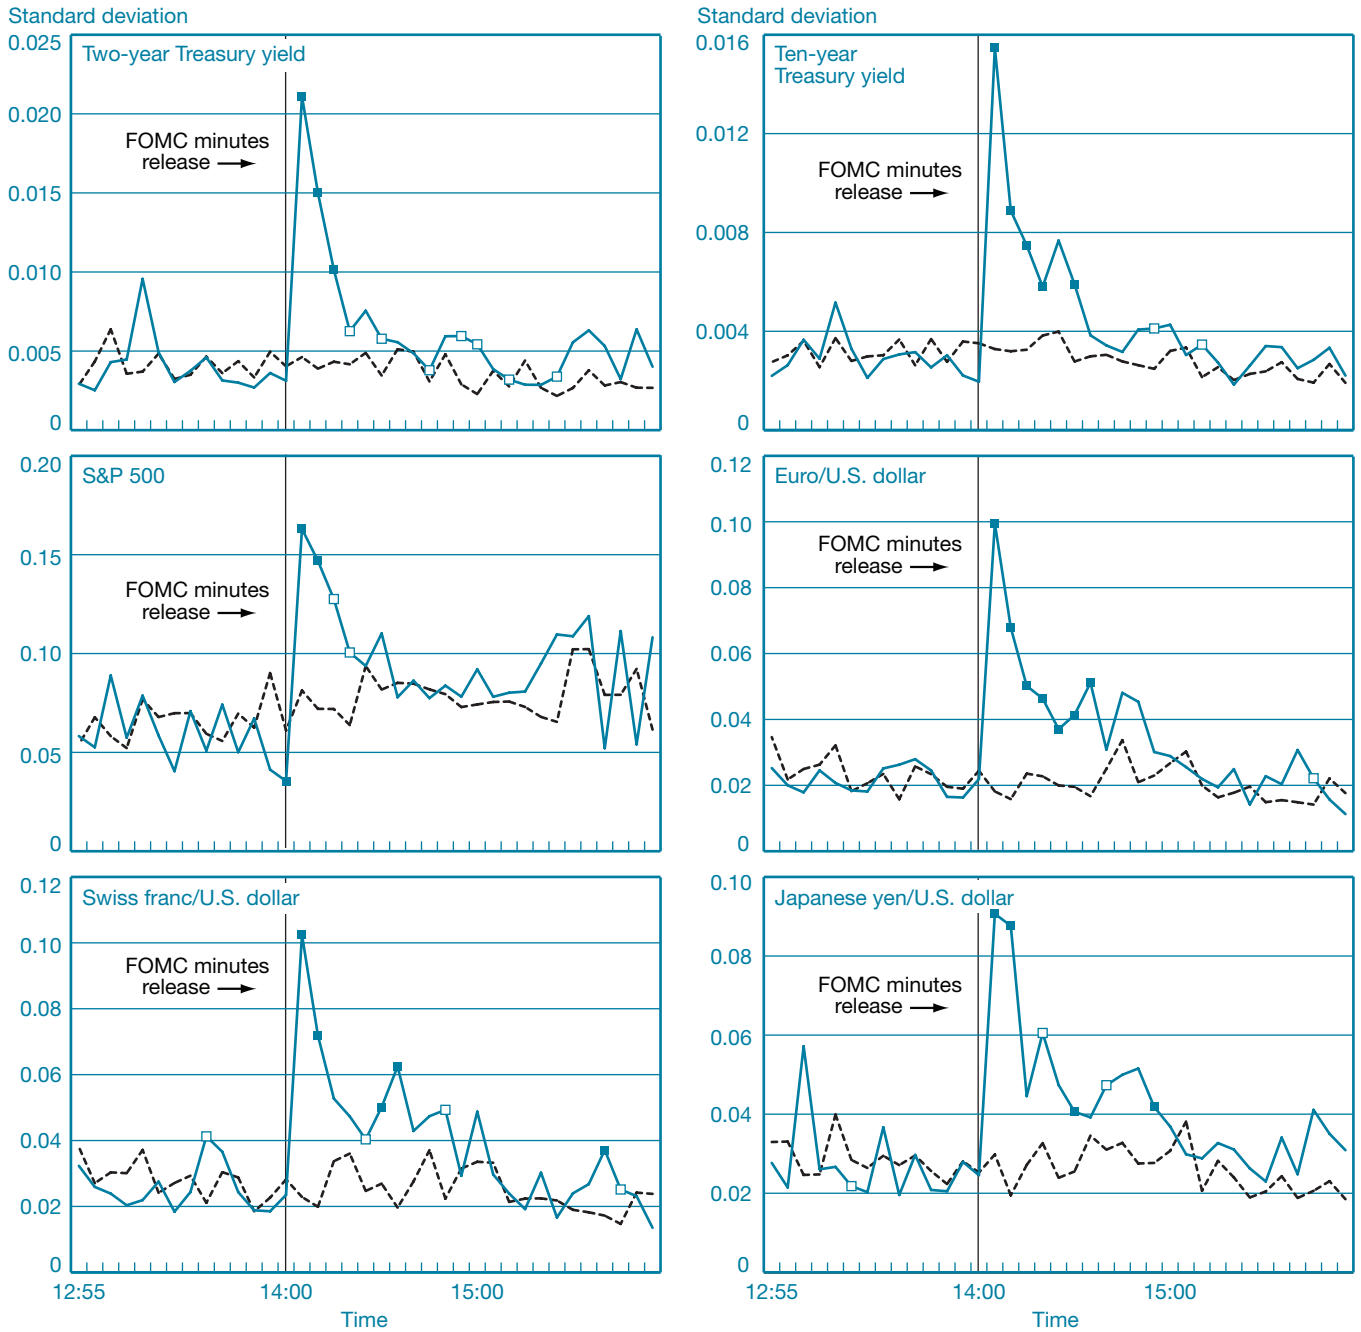 Standard deviation
0.025
Two-year Treasury yield
0.020
FOMC minutes
release
0.015
0.010
0.005
0
Standard deviation
0.016
Ten-year
Treasury yield
0.012
FOMC minutes
release
0.008
0.004
0
0.20
S&P 500
0.15
FOMC minutes
release
0.10
0.05
0
0.12
Euro/U.S. dollar
0.10
FOMC minutes
release
0.08
0.06
0.04
0.02
0
0.12
Swiss franc/U.S. dollar
0.10
FOMC minutes
release
0.08
0.06
0.04
0.02
0
12:55 14:00 15:00
Time
0.10
Japanese yen/U.S. dollar
0.08
FOMC minutes
release
0.06
0.04
0.02
0
12:55 14:00 15:00
Time